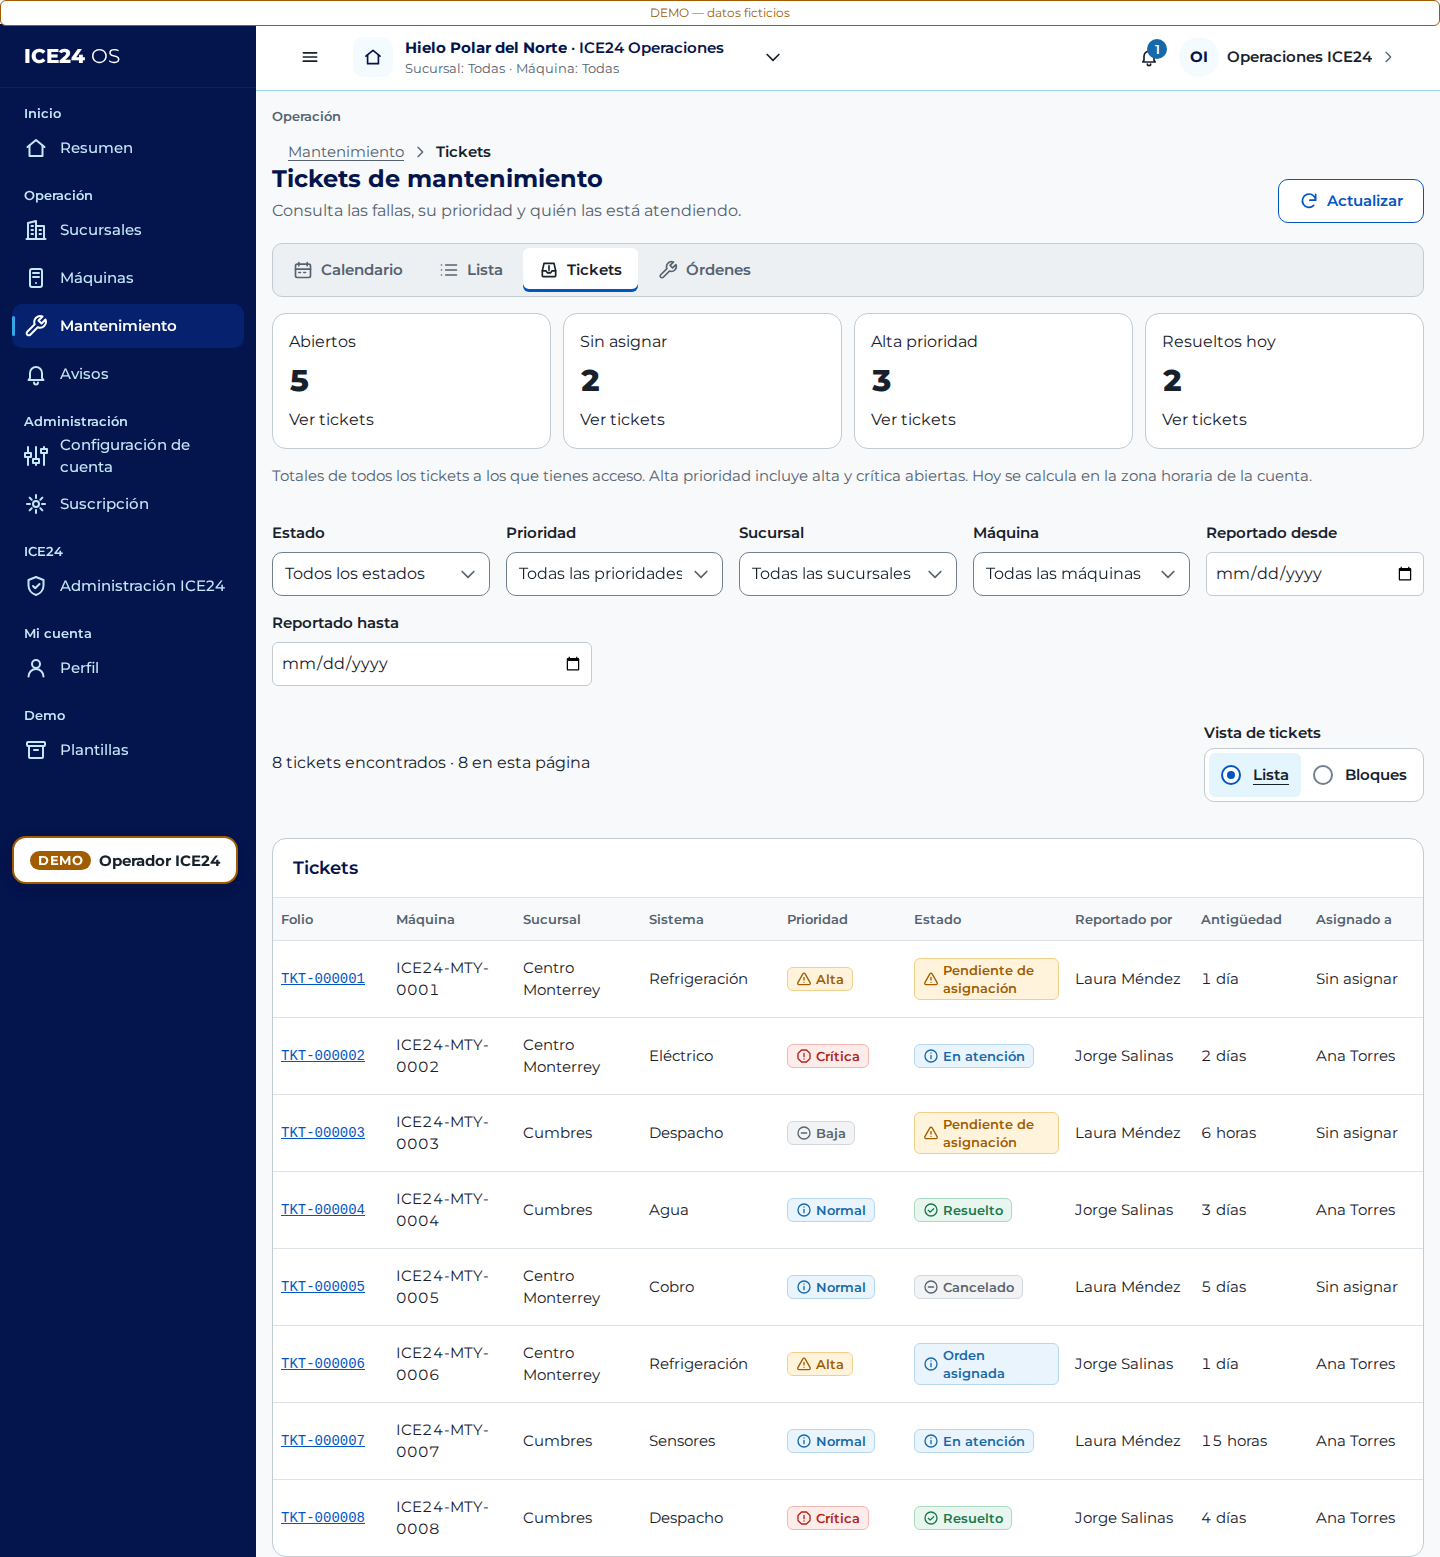 DEMO — datos ficticios
ICE24 OS
Inicio
Resumen
Operación
Sucursales
Máquinas
Mantenimiento
Avisos
Administración
Configuración de
cuenta
Suscripción
ICE24
Administración ICE24
Mi cuenta
Perfil
Demo
Plantillas
DEMO Operador ICE24
Hielo Polar del Norte · ICE24 Operaciones
Sucursal: Todas · Máquina: Todas
1
OI
Operaciones ICE24
Operación
Mantenimiento
Tickets
Tickets de mantenimiento
Consulta las fallas, su prioridad y quién las está atendiendo.
Actualizar
Calendario
Lista
Tickets
Órdenes
Abiertos
5
Ver tickets
Sin asignar
2
Ver tickets
Alta prioridad
3
Ver tickets
Resueltos hoy
2
Ver tickets
Totales de todos los tickets a los que tienes acceso. Alta prioridad incluye alta y crítica abiertas. Hoy se calcula en la zona horaria de la cuenta.
Estado
Todos los estados
Prioridad
Todas las prioridades
Sucursal
Todas las sucursales
Máquina
Todas las máquinas
Reportado desde
mm/dd/yyyy
Reportado hasta
mm/dd/yyyy
8 tickets encontrados · 8 en esta página
Vista de tickets
Lista
Bloques
Tickets
Folio Máquina Sucursal Sistema Prioridad Estado Reportado por Antigüedad Asignado a
TKT-000001 ICE24-MTY-0001 Centro Monterrey Refrigeración Alta Pendiente de asignación Laura Méndez 1 día Sin asignar
TKT-000002 ICE24-MTY-0002 Centro Monterrey Eléctrico Crítica En atención Jorge Salinas 2 días Ana Torres
TKT-000003 ICE24-MTY-0003 Cumbres Despacho Baja Pendiente de asignación Laura Méndez 6 horas Sin asignar
TKT-000004 ICE24-MTY-0004 Cumbres Agua Normal Resuelto Jorge Salinas 3 días Ana Torres
TKT-000005 ICE24-MTY-0005 Centro Monterrey Cobro Normal Cancelado Laura Méndez 5 días Sin asignar
TKT-000006 ICE24-MTY-0006 Centro Monterrey Refrigeración Alta Orden asignada Jorge Salinas 1 día Ana Torres
TKT-000007 ICE24-MTY-0007 Cumbres Sensores Normal En atención Laura Méndez 15 horas Ana Torres
TKT-000008 ICE24-MTY-0008 Cumbres Despacho Crítica Resuelto Jorge Salinas 4 días Ana Torres